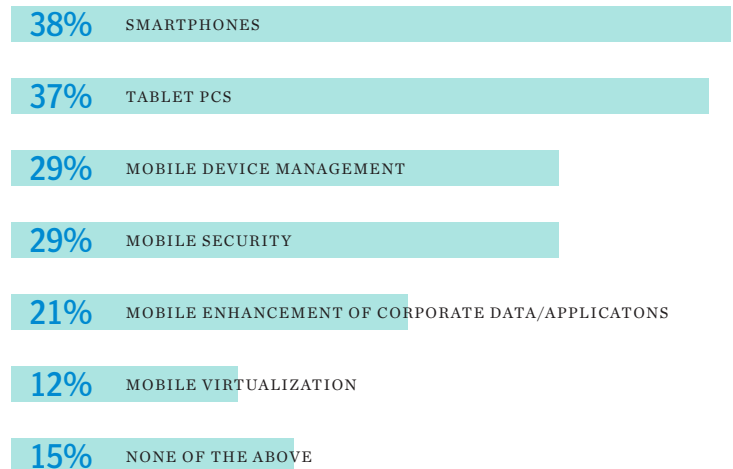 38% SMARTPHONES
37% TABLET PCS
29% MOBILE DEVICE MANAGEMENT
29% MOBILE SECURITY
21% MOBILE ENHANCEMENT OF CORPORATE DATA/APPLICATONS
12% MOBILE VIRTUALIZATION
15% NONE OF THE ABOVE